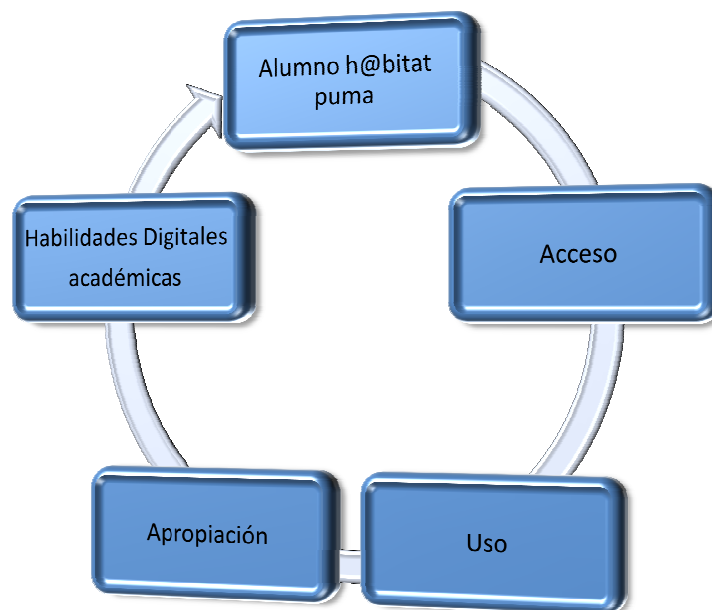 Alumno h@bitat
puma
Acceso
Uso
Apropiación
Habilidades Digitales
académicas